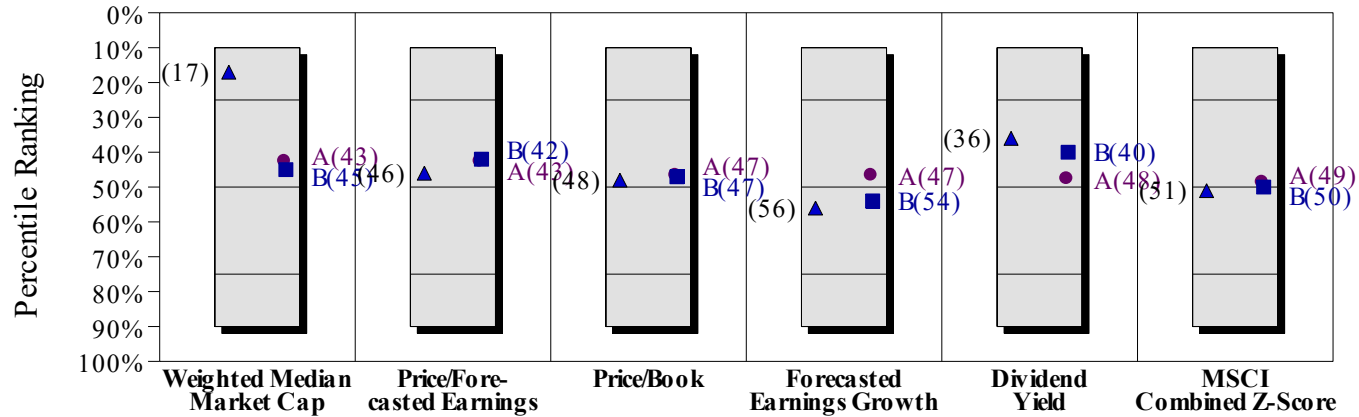 Percentile Ranking
0%
10%
20%
30%
40%
50%
60%
70%
80%
90%
100%
(17)
A(43)
B(45)
Weighted Median
Market Cap
(46)
B(42)
A(43)
Price/Fore-
casted Earnings
(48)
A(47)
B(47)
Price/Book
(56)
A(47)
B(54)
Forecasted
Earnings Growth
(36)
B(40)
A(48)
Dividend
Yield
(51)
A(49)
B(50)
MSCI
Combined Z-Score